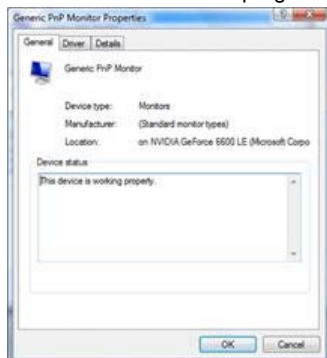 Generic PnP Monitor Properties
General Driver Details
Generic PnP Monitor
Device type: Monitors
Manufacturer: (Standard monitor types)
Location: on NVIDIA GeForce 6600 LE (Microsoft Corpo
Device status
This device is working properly.
OK Cancel